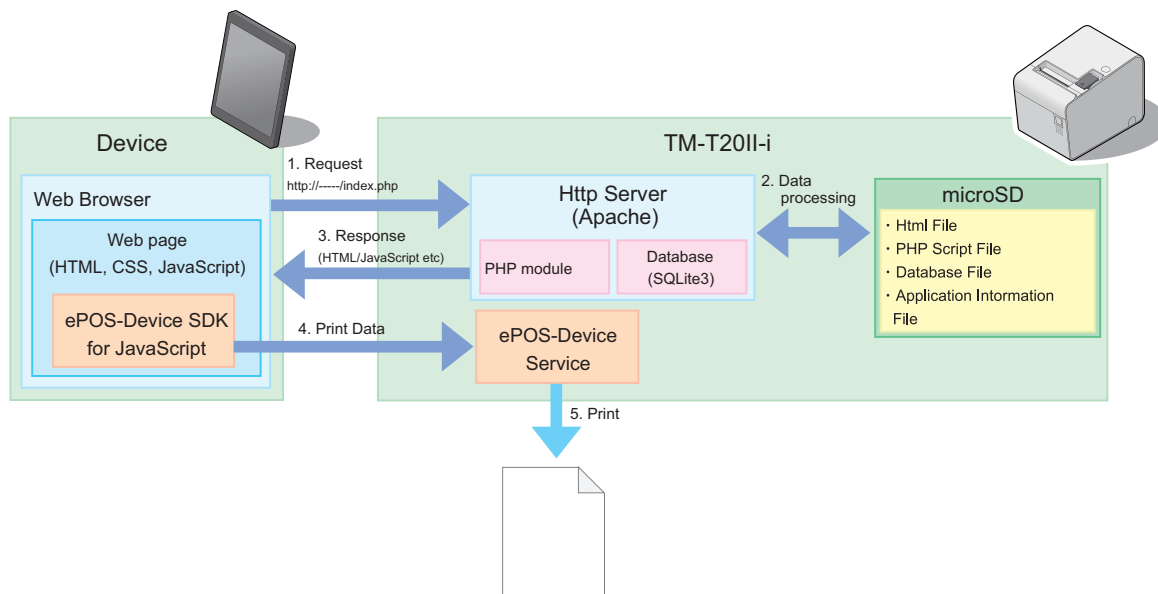 Device
TM-T20II-i
1. Request
http://-----/index.php
Web Browser
Web page
(HTML, CSS, JavaScript)
ePOS-Device SDK
for JavaScript
3. Response
(HTML/JavaScript etc)
4. Print Data
Http Server
(Apache)
PHP module
Database
(SQLite3)
ePOS-Device
Service
5. Print
2. Data
processing
microSD
・Html File
・PHP Script File
・Database File
・Application Intormation
File